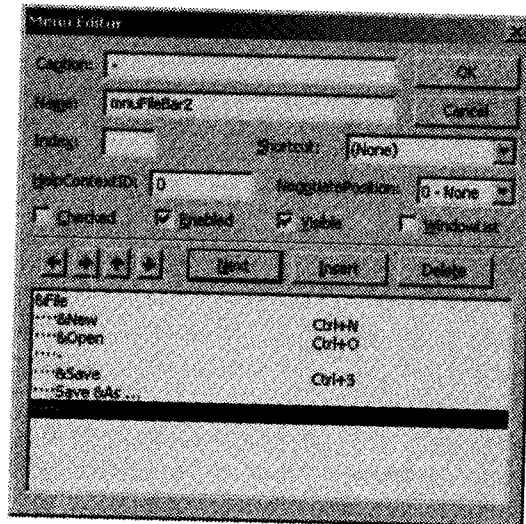 Menu Editor
Caption: -
OK
Name: mnuFileBar2
Cancel
Index:
Shortcut: (None)
HelpContextID: 0
NegotiatePosition: 0 - None
Checked
Enabled
Visible
WindowList
Next
Insert
Delete
&File
····&New Ctrl+N
····&Open Ctrl+O
····-
····&Save Ctrl+S
····Save &As ...